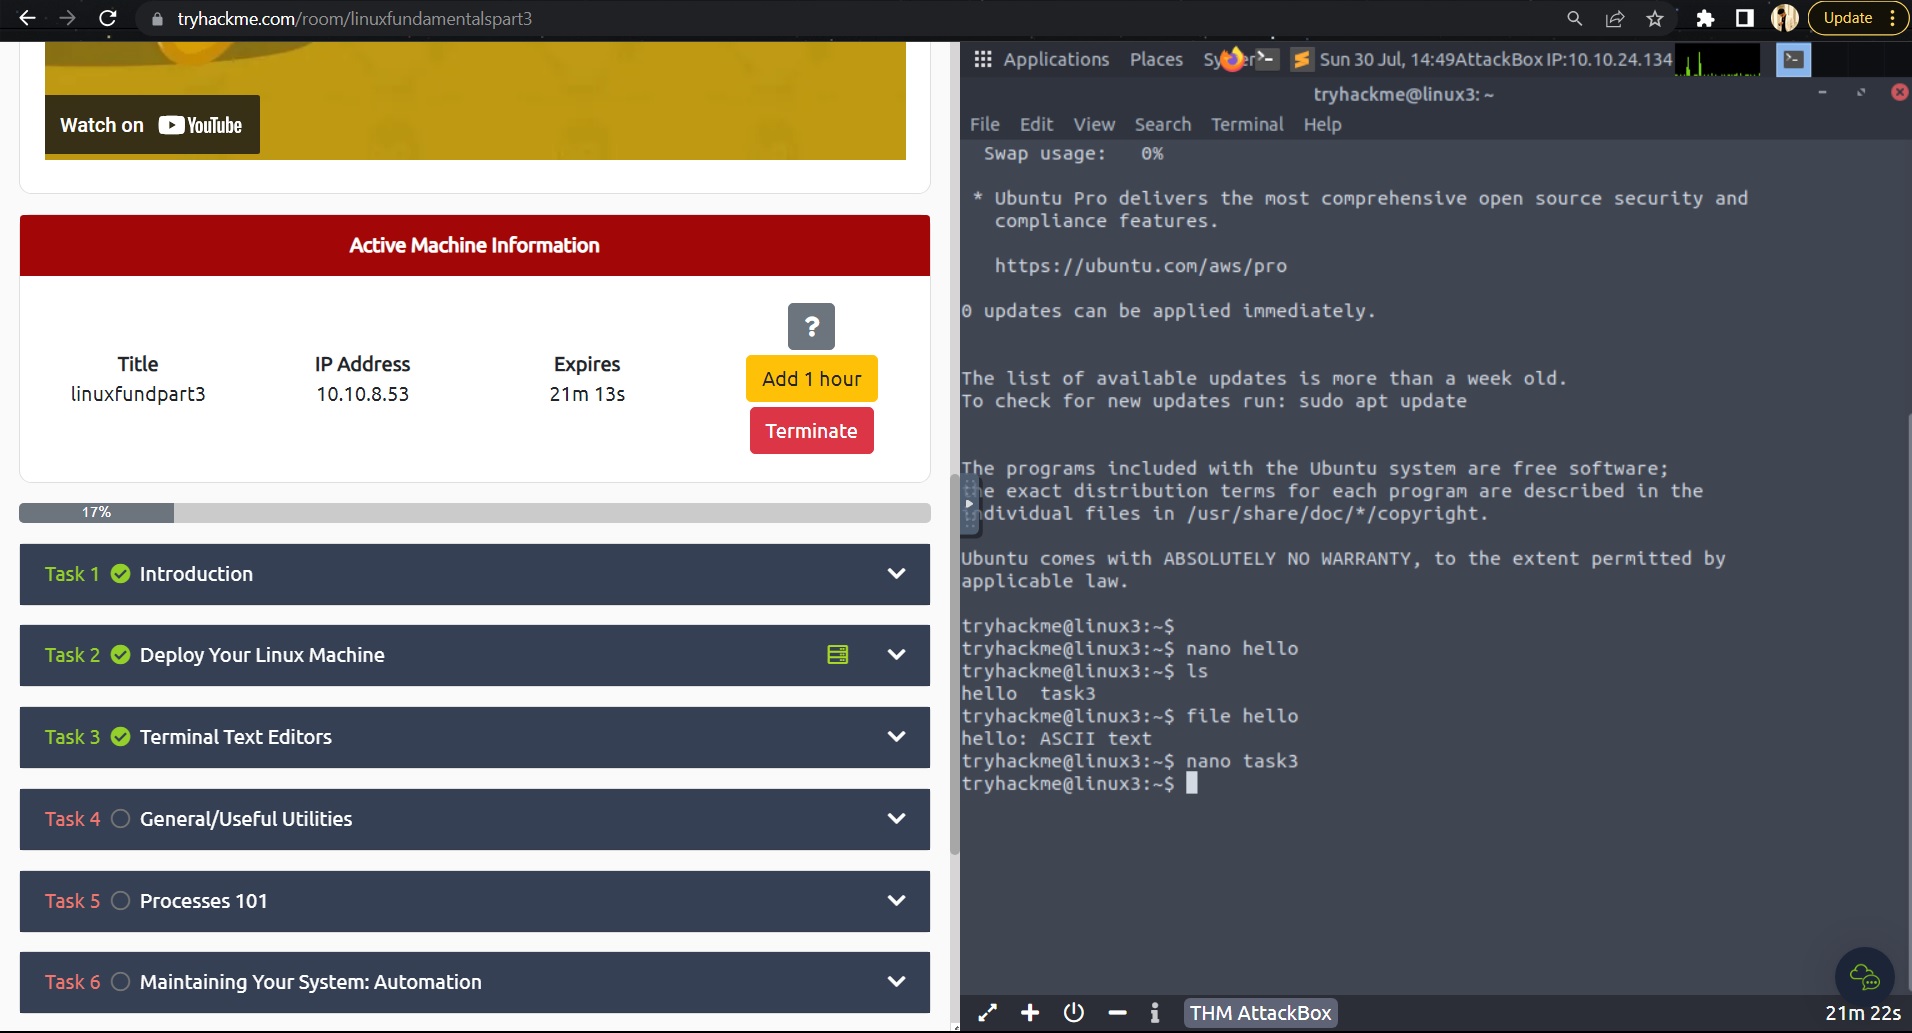 tryhackme.com/room/linuxfundamentalspart3
Update
Watch on YouTube
Active Machine Information
Title
linuxfundpart3
IP Address
10.10.8.53
Expires
21m 13s
?
Add 1 hour
Terminate
17%
Task 1 Introduction
Task 2 Deploy Your Linux Machine
Task 3 Terminal Text Editors
Task 4 General/Useful Utilities
Task 5 Processes 101
Task 6 Maintaining Your System: Automation
Applications Places Sun 30 Jul, 14:49 AttackBox IP:10.10.24.134
tryhackme@linux3: ~
File Edit View Search Terminal Help
Swap usage: 0%
* Ubuntu Pro delivers the most comprehensive open source security and
compliance features.
https://ubuntu.com/aws/pro
0 updates can be applied immediately.
The list of available updates is more than a week old.
To check for new updates run: sudo apt update
The programs included with the Ubuntu system are free software;
the exact distribution terms for each program are described in the
individual files in /usr/share/doc/*/copyright.
Ubuntu comes with ABSOLUTELY NO WARRANTY, to the extent permitted by
applicable law.
tryhackme@linux3:~$
tryhackme@linux3:~$ nano hello
tryhackme@linux3:~$ ls
hello task3
tryhackme@linux3:~$ file hello
hello: ASCII text
tryhackme@linux3:~$ nano task3
tryhackme@linux3:~$
THM AttackBox
21m 22s